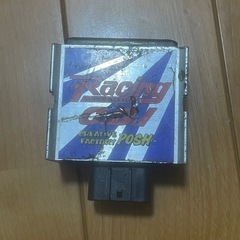 Racing
CDI
CREATIVE
FACTORY POSH